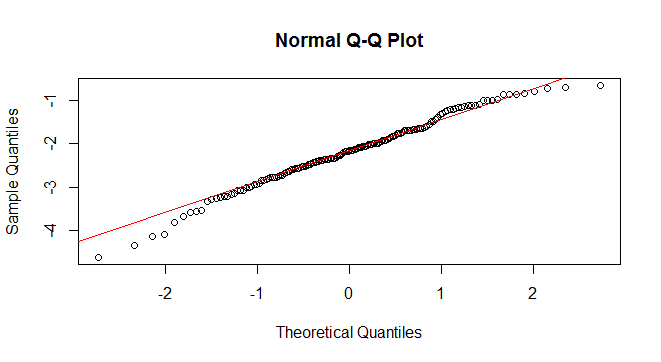 Normal Q-Q Plot
Sample Quantiles
-1
-2
-3
-4
-2 -1 0 1 2
Theoretical Quantiles